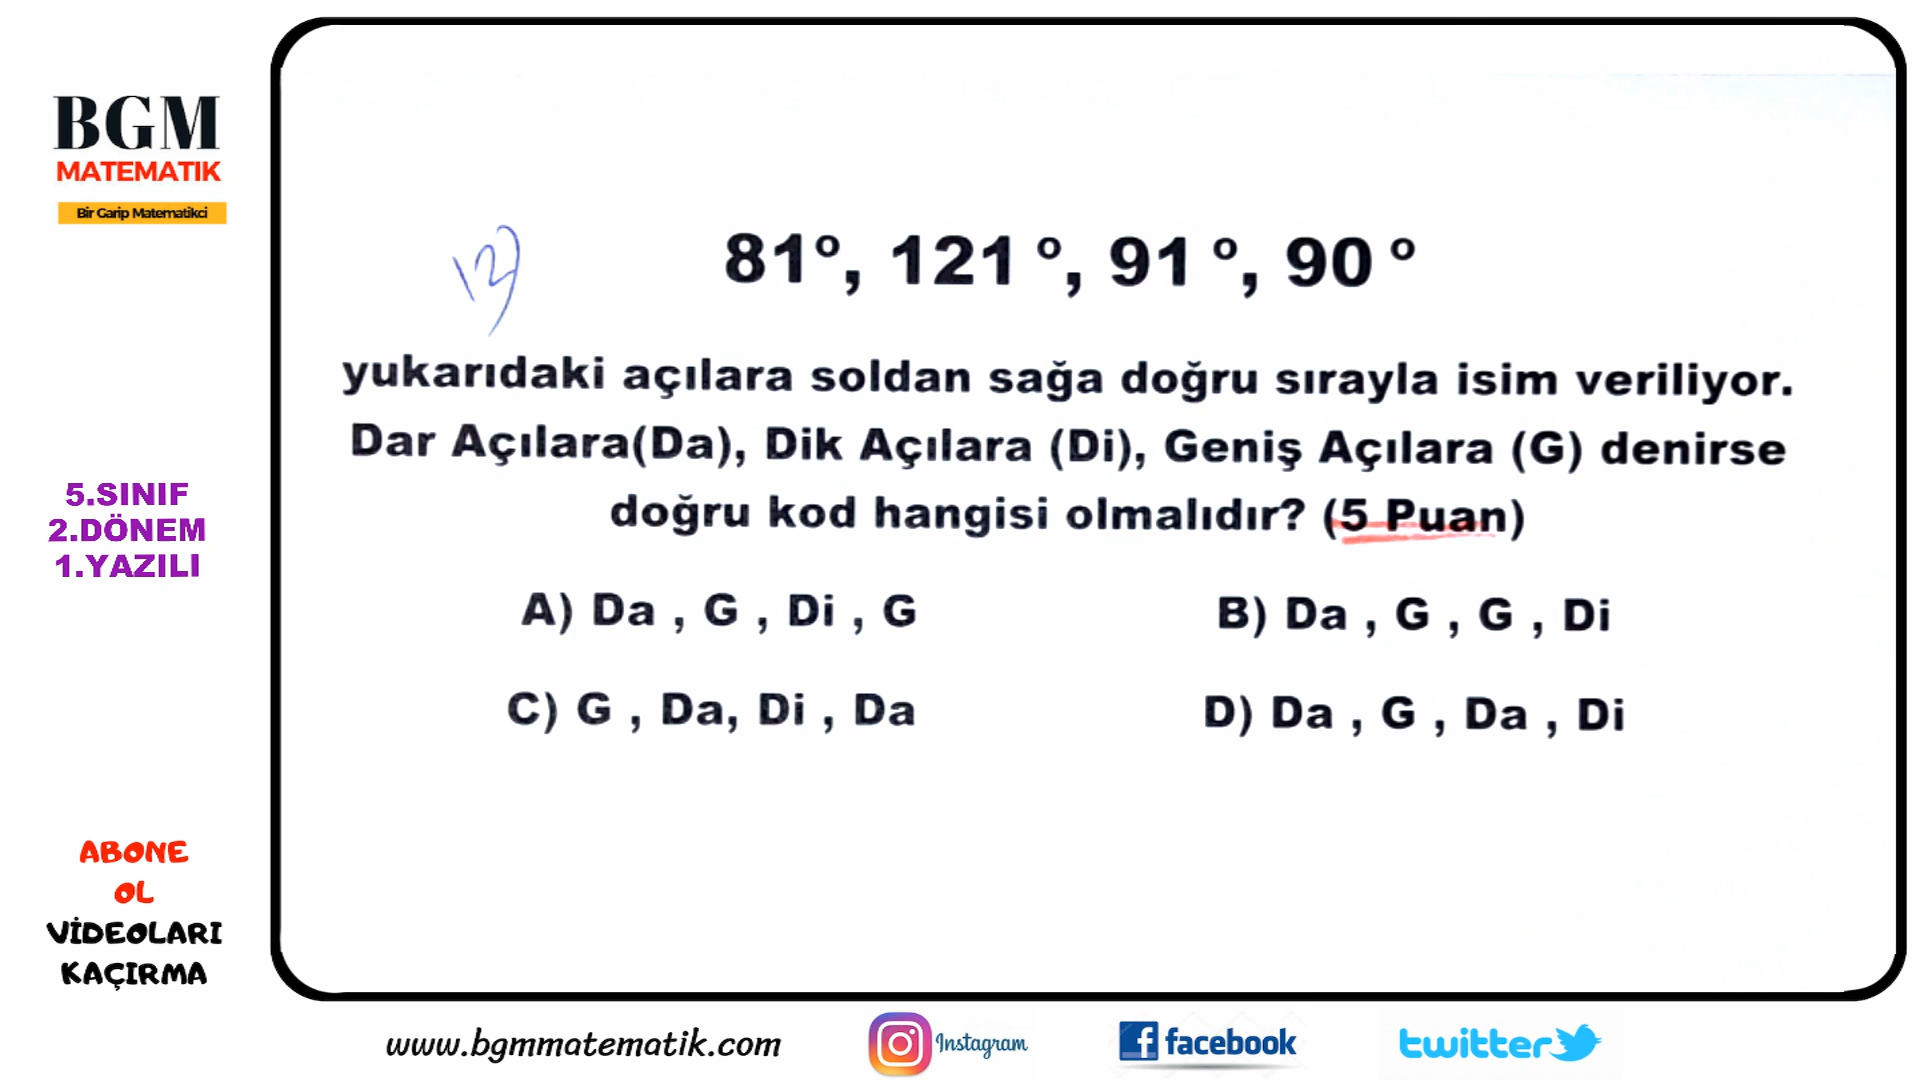 BGM
MATEMATIK
Bir Garip Matematikci
12)
81°, 121 °, 91 °, 90 °
yukarıdaki açılara soldan sağa doğru sırayla isim veriliyor.
Dar Açılara(Da), Dik Açılara (Di), Geniş Açılara (G) denirse
doğru kod hangisi olmalıdır? (5 Puan)
A) Da , G , Di , G
B) Da , G , G , Di
C) G , Da, Di , Da
D) Da , G , Da , Di
5.SINIF
2.DÖNEM
1.YAZILI
ABONE
OL
VİDEOLARI
KAÇIRMA
www.bgmmatematik.com
Instagram
facebook
twitter